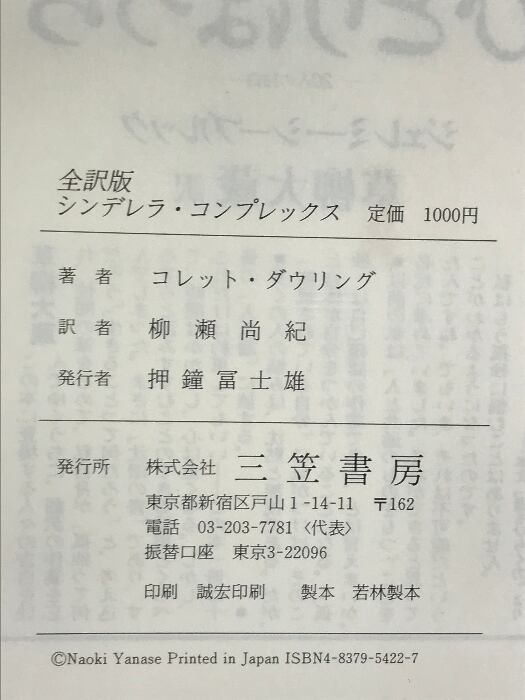 全訳版
シンデレラ・コンプレックス 定価 1000円
著者 コレット・ダウリング
訳者 柳瀬尚紀
発行者 押鐘冨士雄
発行所 株式会社 三笠書房
東京都新宿区戸山1-14-11 〒162
電話 03-203-7781〈代表〉
振替口座 東京3-22096
印刷 誠宏印刷 製本 若林製本
©Naoki Yanase Printed in Japan ISBN4-8379-5422-7